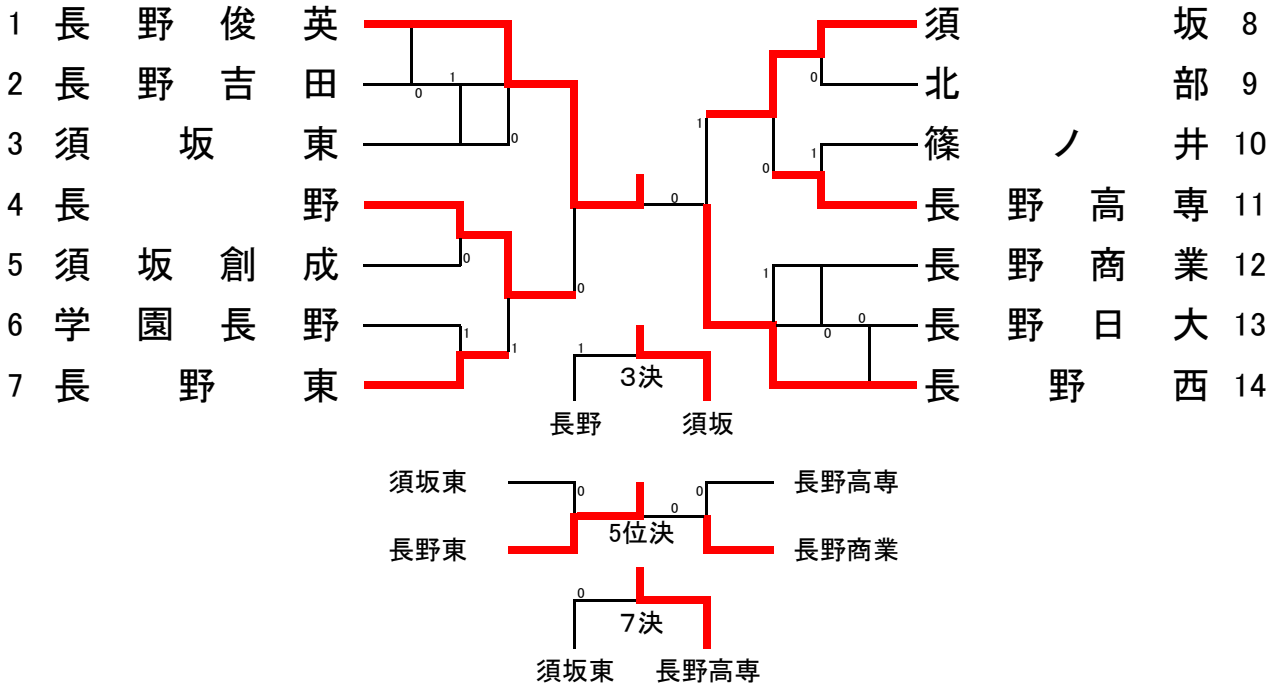 1 長野俊英 須坂 8
2 長野吉田 1 0 0 北部 9
3 須坂東 0 1 1 篠ノ井 10
4 長野 0 0 長野高専 11
5 須坂創成 0 1 長野商業 12
6 学園長野 1 0 0 0 長野日大 13
7 長野東 1 1 3決 長野西 14
長野 須坂
須坂東 0 0 長野高専
0
長野東 5位決 長野商業
0
7決
須坂東 長野高専